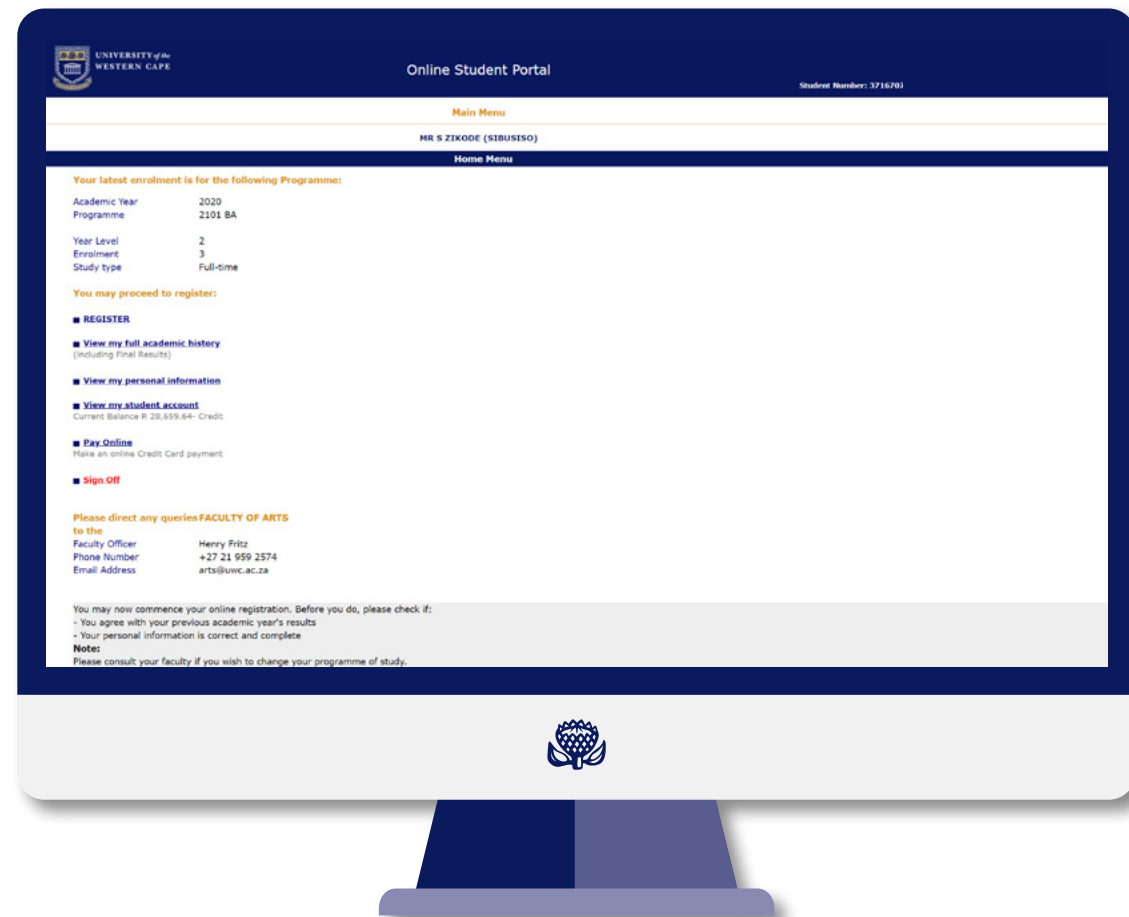 UNIVERSITY of the
WESTERN CAPE
Online Student Portal
Student Number: 3716703
Main Menu
MR S ZIKODE (SIBUSISO)
Home Menu
Your latest enrolment is for the following Programme:
Academic Year 2020
Programme 2101 BA
Year Level 2
Enrolment 3
Study type Full-time
You may proceed to register:
REGISTER
View my full academic history
(including Final Results)
View my personal information
View my student account
Current Balance R 28,659.64- Credit
Pay Online
Make an online Credit Card payment
Sign Off
Please direct any queries FACULTY OF ARTS
to the
Faculty Officer Henry Fritz
Phone Number +27 21 959 2574
Email Address arts@uwc.ac.za
You may now commence your online registration. Before you do, please check if:
- You agree with your previous academic year's results
- Your personal information is correct and complete
Note:
Please consult your faculty if you wish to change your programme of study.